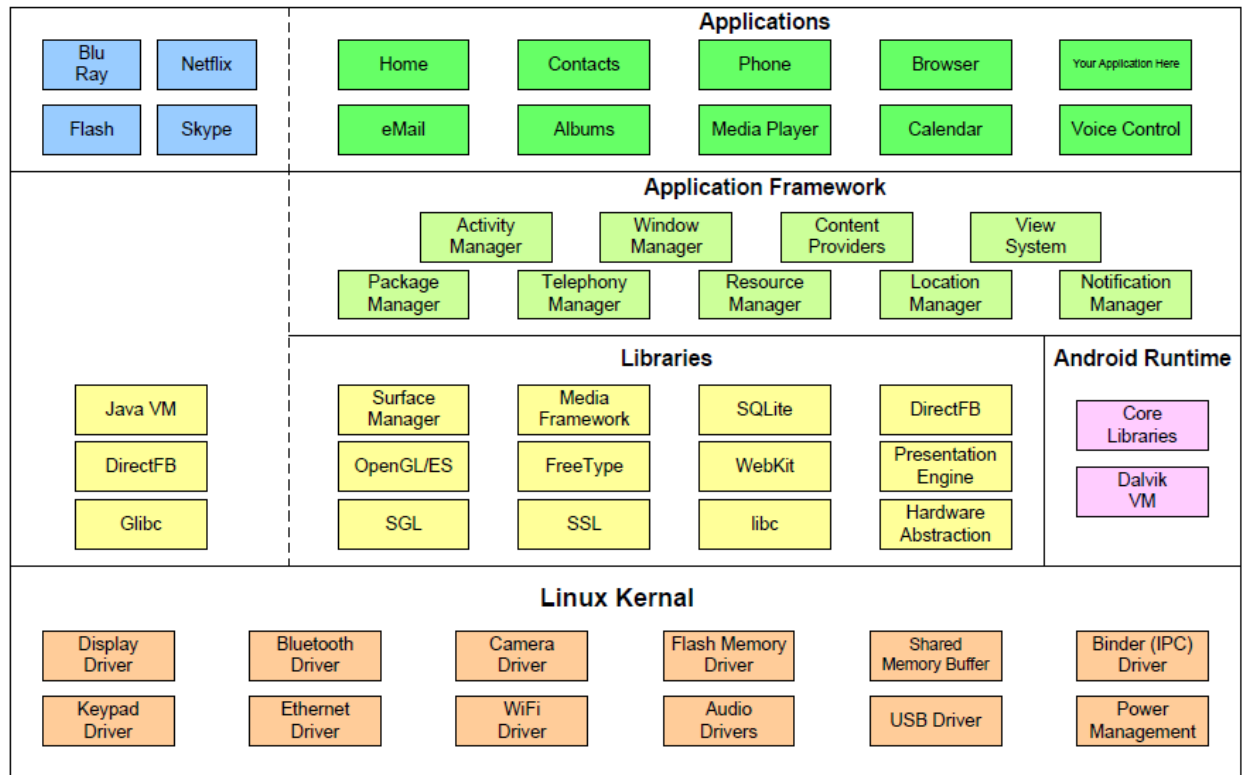 Applications
Blu
Ray
Netflix
Home
Contacts
Phone
Browser
Your Application Here
Flash
Skype
eMail
Albums
Media Player
Calendar
Voice Control
Application Framework
Activity
Manager
Window
Manager
Content
Providers
View
System
Package
Manager
Telephony
Manager
Resource
Manager
Location
Manager
Notification
Manager
Libraries
Android Runtime
Java VM
Surface
Manager
Media
Framework
SQLite
DirectFB
Core
Libraries
DirectFB
OpenGL/ES
FreeType
WebKit
Presentation
Engine
Dalvik
VM
Glibc
SGL
SSL
libc
Hardware
Abstraction
Linux Kernal
Display
Driver
Bluetooth
Driver
Camera
Driver
Flash Memory
Driver
Shared
Memory Buffer
Binder (IPC)
Driver
Keypad
Driver
Ethernet
Driver
WiFi
Driver
Audio
Drivers
USB Driver
Power
Management